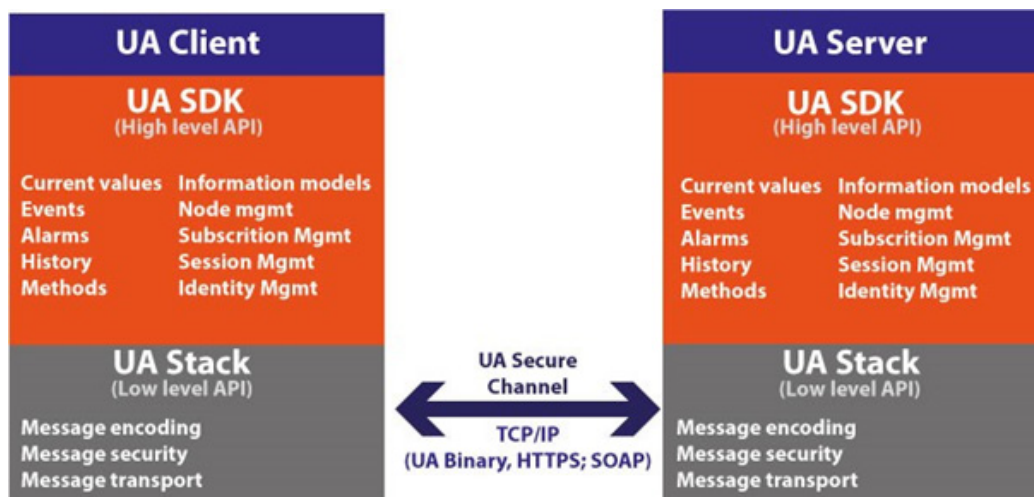 UA Client
UA SDK
(High level API)
Current values Information models
Events Node mgmt
Alarms Subscrition Mgmt
History Session Mgmt
Methods Identity Mgmt
UA Stack
(Low level API)
Message encoding
Message security
Message transport
UA Secure
Channel
TCP/IP
(UA Binary, HTTPS; SOAP)
UA Server
UA SDK
(High level API)
Current values Information models
Events Node mgmt
Alarms Subscrition Mgmt
History Session Mgmt
Methods Identity Mgmt
UA Stack
(Low level API)
Message encoding
Message security
Message transport